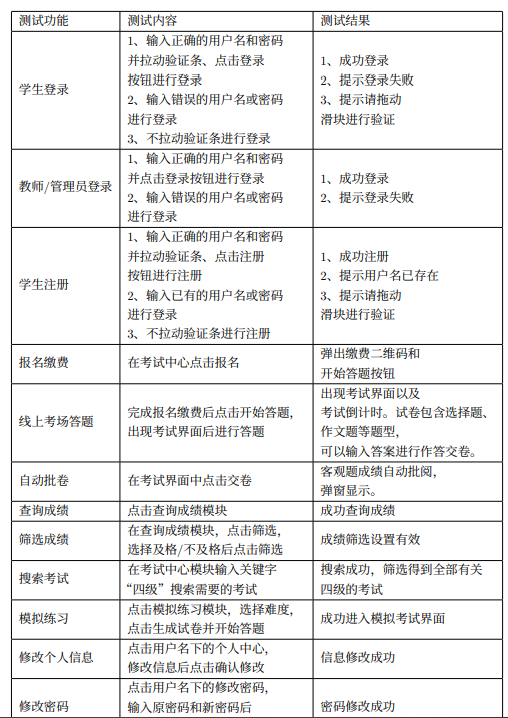 测试功能 测试内容 测试结果
学生登录
1、输入正确的用户名和密码
并拉动验证条、点击登录
按钮进行登录
2、输入错误的用户名或密码
进行登录
3、不拉动验证条进行登录
1、成功登录
2、提示登录失败
3、提示请拖动
滑块进行验证
教师/管理员登录
1、输入正确的用户名和密码
并点击登录按钮进行登录
2、输入错误的用户名或密码
进行登录
1、成功登录
2、提示登录失败
学生注册
1、输入正确的用户名和密码
并拉动验证条、点击注册
按钮进行注册
2、输入已有的用户名或密码
进行登录
3、不拉动验证条进行注册
1、成功注册
2、提示用户名已存在
3、提示请拖动
滑块进行验证
报名缴费
在考试中心点击报名
弹出缴费二维码和
开始答题按钮
线上考场答题
完成报名缴费后点击开始答题，
出现考试界面后进行答题
出现考试界面以及
考试倒计时。试卷包含选择题、
作文题等题型，
可以输入答案进行作答交卷。
自动批卷
在考试界面中点击交卷
客观题成绩自动批阅，
弹窗显示。
查询成绩 点击查询成绩模块 成功查询成绩
筛选成绩
在查询成绩模块，点击筛选，
选择及格/不及格后点击筛选
成绩筛选设置有效
搜索考试
在考试中心模块输入关键字
“四级”搜索需要的考试
搜索成功，筛选得到全部有关
四级的考试
模拟练习
点击模拟练习模块，选择难度，
点击生成试卷并开始答题
成功进入模拟考试界面
修改个人信息
点击用户名下的个人中心，
修改信息后点击确认修改
信息修改成功
修改密码
点击用户名下的修改密码，
输入原密码和新密码后
密码修改成功